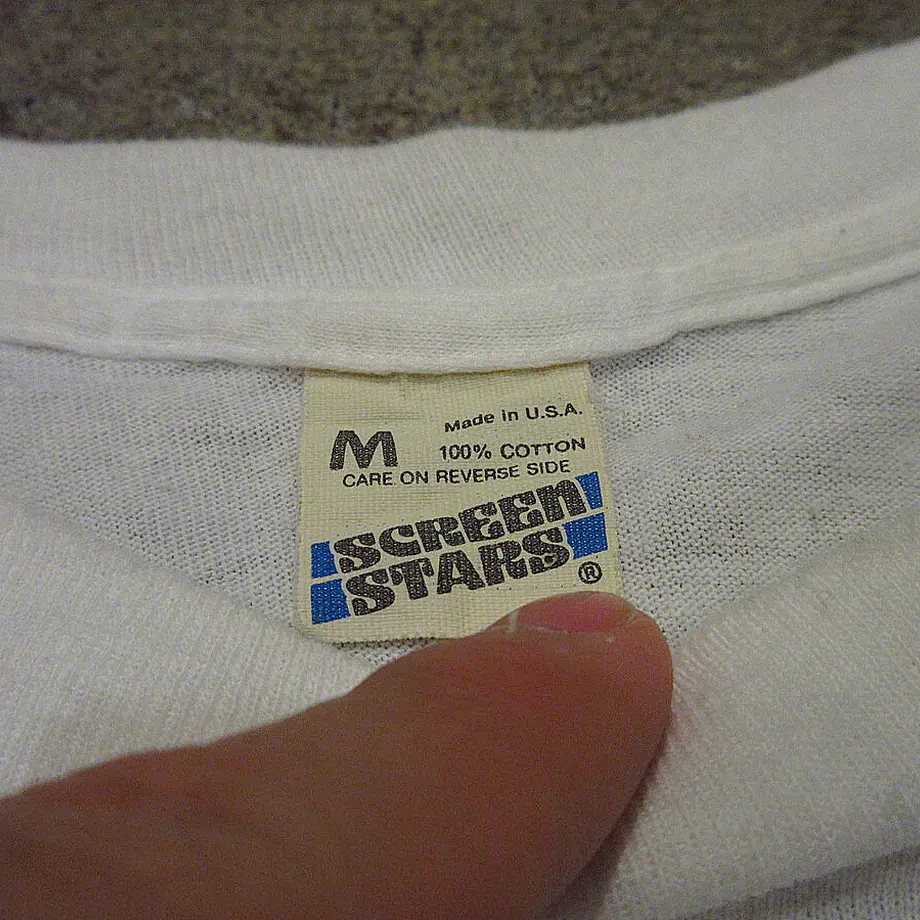 Made in U.S.A.
M 100% COTTON
CARE ON REVERSE SIDE
SCREEN
STARS ®